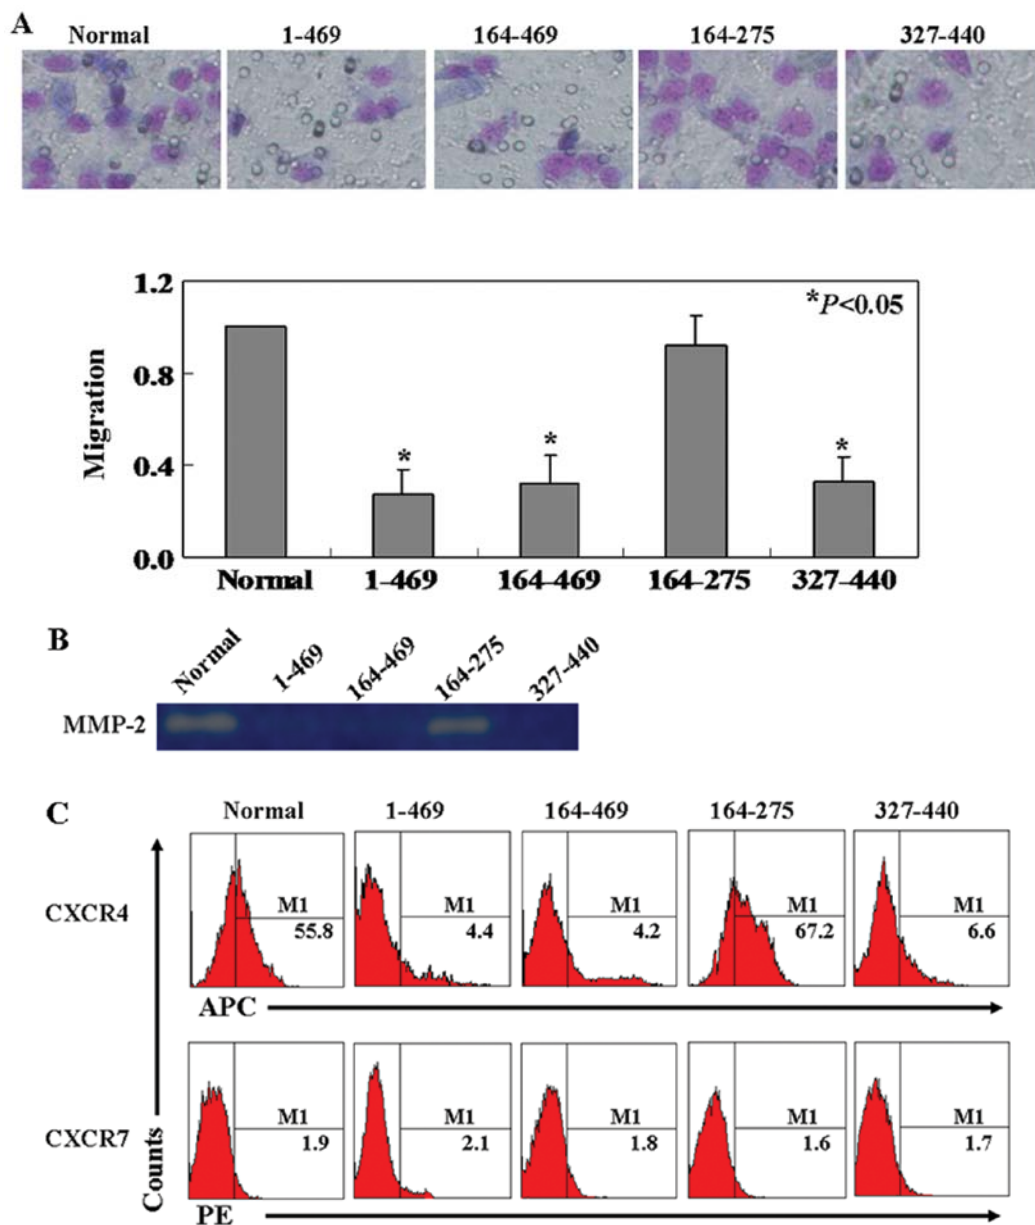 A
Normal 1-469 164-469 164-275 327-440
1.2
*P<0.05
0.8
Migration
*
*
*
0.4
0.0
Normal 1-469 164-469 164-275 327-440
B
Normal 1-469 164-469 164-275 327-440
MMP-2
C
Normal 1-469 164-469 164-275 327-440
CXCR4
M1 M1 M1 M1 M1
55.8 4.4 4.2 67.2 6.6
APC
CXCR7
M1 M1 M1 M1 M1
1.9 2.1 1.8 1.6 1.7
Counts
PE